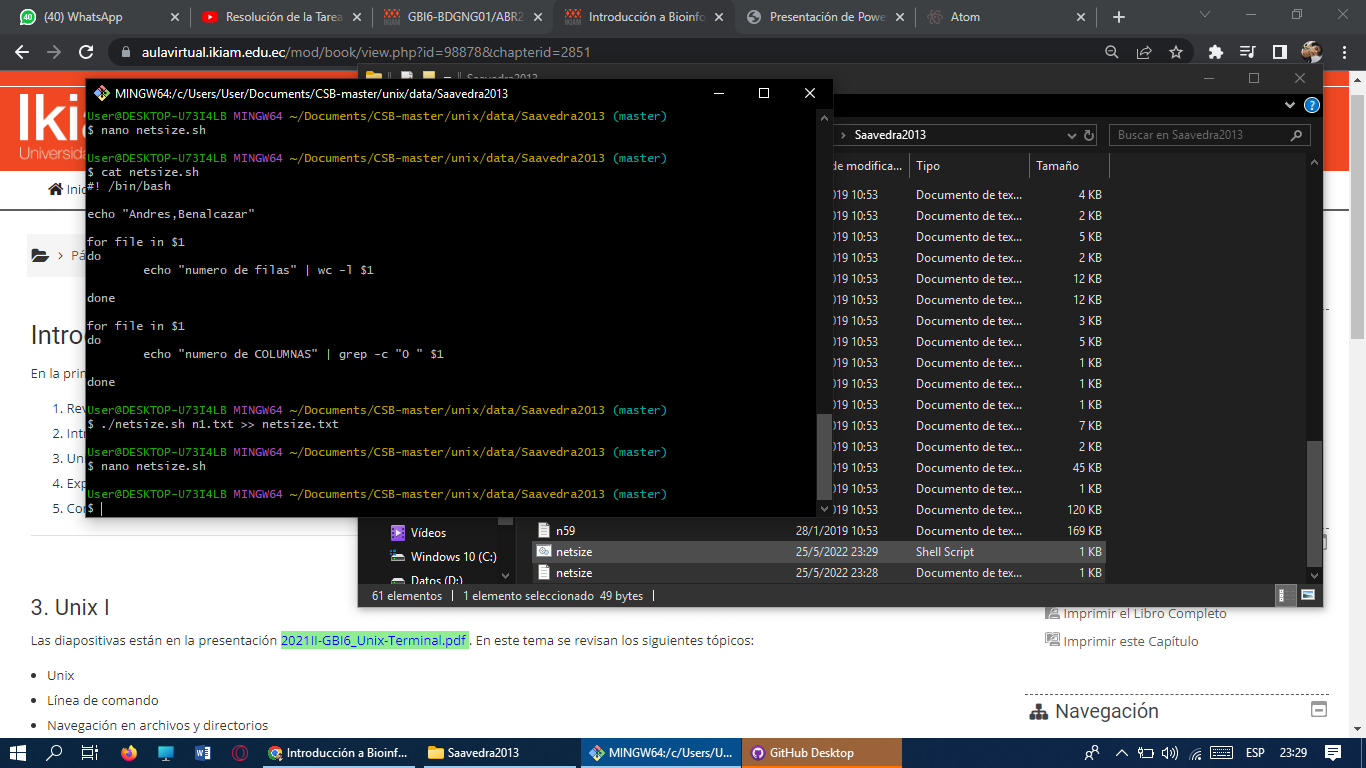 (40) WhatsApp
Resolución de la Tarea
GBI6-BDGNG01/ABR2
Introducción a Bioinfo
Presentación de Powe
Atom
aulavirtual.ikiam.edu.ec/mod/book/view.php?id=98878&chapterid=2851
Saavedra2013
MINGW64:/c/Users/User/Documents/CSB-master/unix/data/Saavedra2013
User@DESKTOP-U73I4LB MINGW64 ~/Documents/CSB-master/unix/data/Saavedra2013 (master)
$ nano netsize.sh
User@DESKTOP-U73I4LB MINGW64 ~/Documents/CSB-master/unix/data/Saavedra2013 (master)
$ cat netsize.sh
#! /bin/bash
echo "Andres,Benalcazar"
for file in $1
do
echo "numero de filas" | wc -l $1
done
for file in $1
do
echo "numero de COLUMNAS" | grep -c "0 " $1
done
User@DESKTOP-U73I4LB MINGW64 ~/Documents/CSB-master/unix/data/Saavedra2013 (master)
$ ./netsize.sh n1.txt >> netsize.txt
User@DESKTOP-U73I4LB MINGW64 ~/Documents/CSB-master/unix/data/Saavedra2013 (master)
$ nano netsize.sh
User@DESKTOP-U73I4LB MINGW64 ~/Documents/CSB-master/unix/data/Saavedra2013 (master)
$
Saavedra2013
Buscar en Saavedra2013
de modifica... Tipo Tamaño
019 10:53 Documento de tex... 4 KB
019 10:53 Documento de tex... 2 KB
019 10:53 Documento de tex... 5 KB
019 10:53 Documento de tex... 2 KB
019 10:53 Documento de tex... 12 KB
019 10:53 Documento de tex... 12 KB
019 10:53 Documento de tex... 3 KB
019 10:53 Documento de tex... 5 KB
019 10:53 Documento de tex... 1 KB
019 10:53 Documento de tex... 1 KB
019 10:53 Documento de tex... 1 KB
019 10:53 Documento de tex... 7 KB
019 10:53 Documento de tex... 2 KB
019 10:53 Documento de tex... 45 KB
019 10:53 Documento de tex... 1 KB
019 10:53 Documento de tex... 120 KB
n59 28/1/2019 10:53 Documento de tex... 169 KB
netsize 25/5/2022 23:29 Shell Script 1 KB
netsize 25/5/2022 23:28 Documento de tex... 1 KB
Vídeos
Windows 10 (C:)
Datos (D:)
61 elementos 1 elemento seleccionado 49 bytes
Iki
Universida
Inic
Pá
Intro
En la prin
1. Rev
2. Intr
3. Uni
4. Exp
5. Con
3. Unix I
Las diapositivas están en la presentación 2021II-GBI6_Unix-Terminal.pdf . En este tema se revisan los siguientes tópicos:
Unix
Línea de comando
Navegación en archivos y directorios
Imprimir el Libro Completo
Imprimir este Capítulo
Navegación
Introducción a Bioinf...
Saavedra2013
MINGW64:/c/Users/U...
GitHub Desktop
ESP
23:29